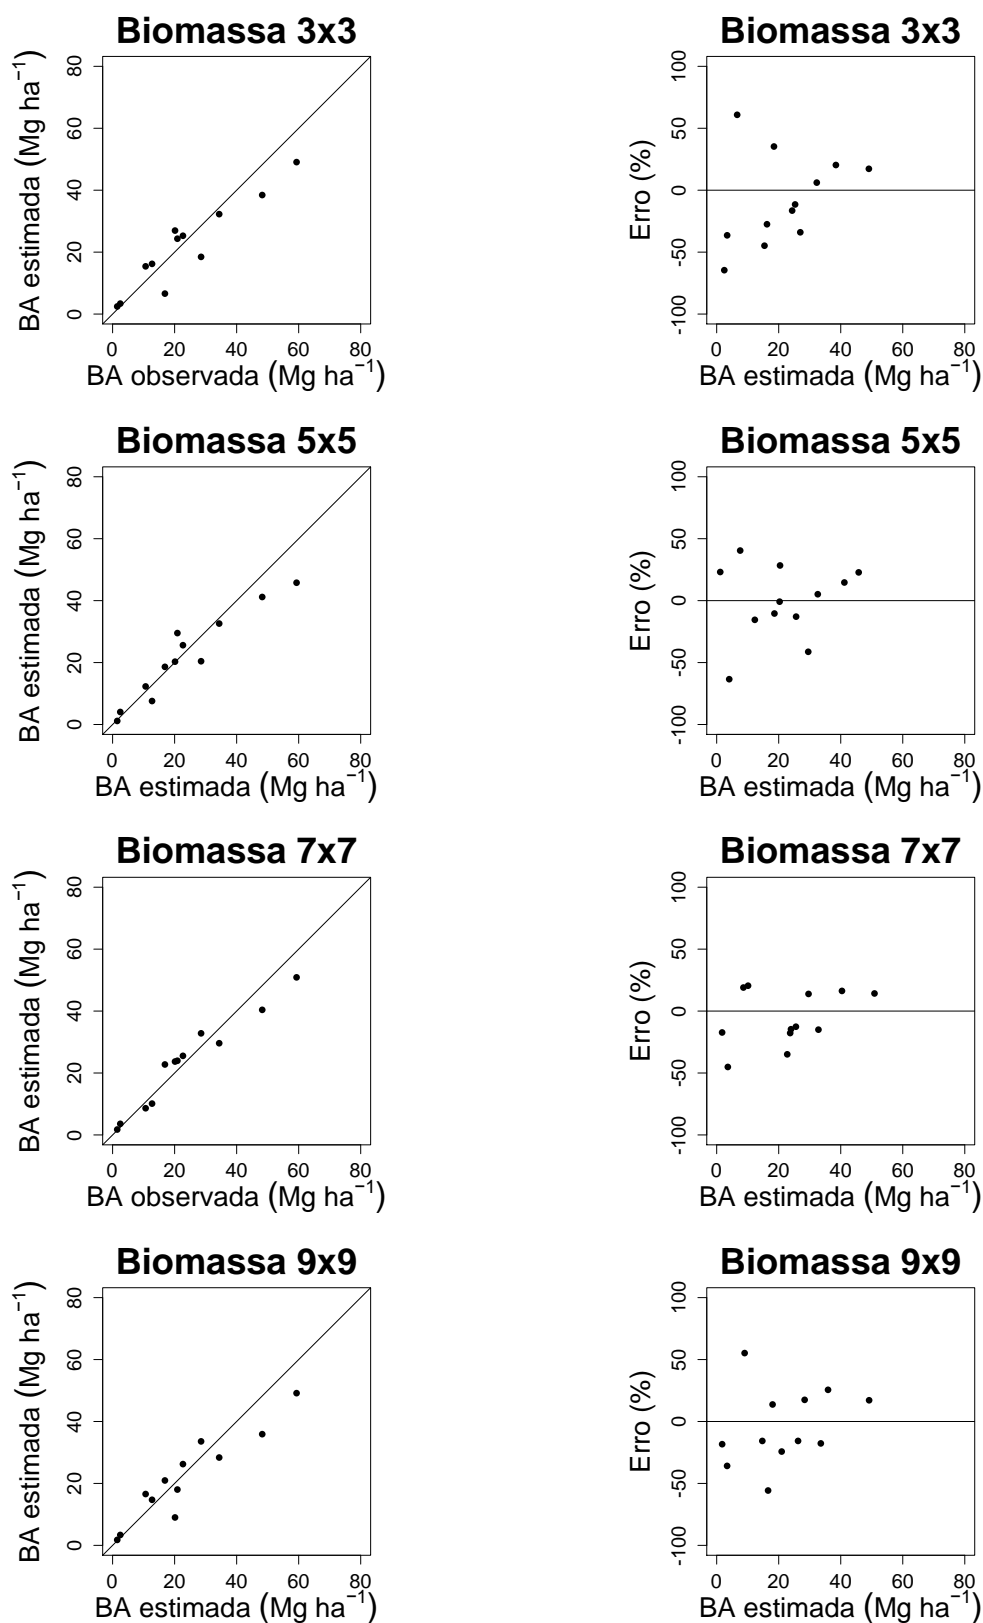 Biomassa 3x3
BA estimada (Mg ha⁻¹)
80
60
40
20
0
0 20 40 60 80
BA observada (Mg ha⁻¹)
Biomassa 3x3
Erro (%)
100
50
0
-50
-100
0 20 40 60 80
BA estimada (Mg ha⁻¹)
Biomassa 5x5
BA estimada (Mg ha⁻¹)
80
60
40
20
0
0 20 40 60 80
BA estimada (Mg ha⁻¹)
Biomassa 5x5
Erro (%)
100
50
0
-50
-100
0 20 40 60 80
BA estimada (Mg ha⁻¹)
Biomassa 7x7
BA estimada (Mg ha⁻¹)
80
60
40
20
0
0 20 40 60 80
BA observada (Mg ha⁻¹)
Biomassa 7x7
Erro (%)
100
50
0
-50
-100
0 20 40 60 80
BA estimada (Mg ha⁻¹)
Biomassa 9x9
BA estimada (Mg ha⁻¹)
80
60
40
20
0
0 20 40 60 80
BA estimada (Mg ha⁻¹)
Biomassa 9x9
Erro (%)
100
50
0
-50
-100
0 20 40 60 80
BA estimada (Mg ha⁻¹)